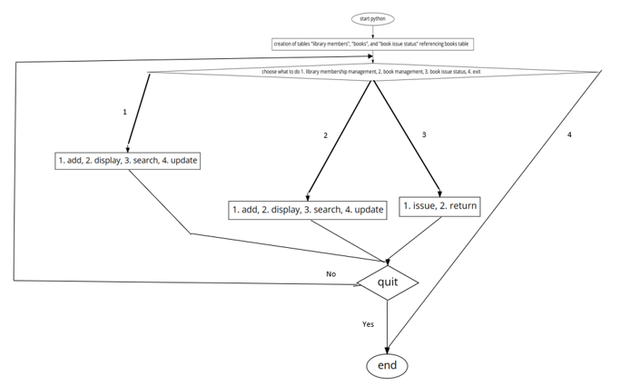 start python
creation of tables "library members", "books", and "book issue status" referencing books table
choose what to do 1. library membership management, 2. book management, 3. book issue status, 4. exit
1
2
3
4
1. add, 2. display, 3. search, 4. update
1. add, 2. display, 3. search, 4. update
1. issue, 2. return
No
quit
Yes
end